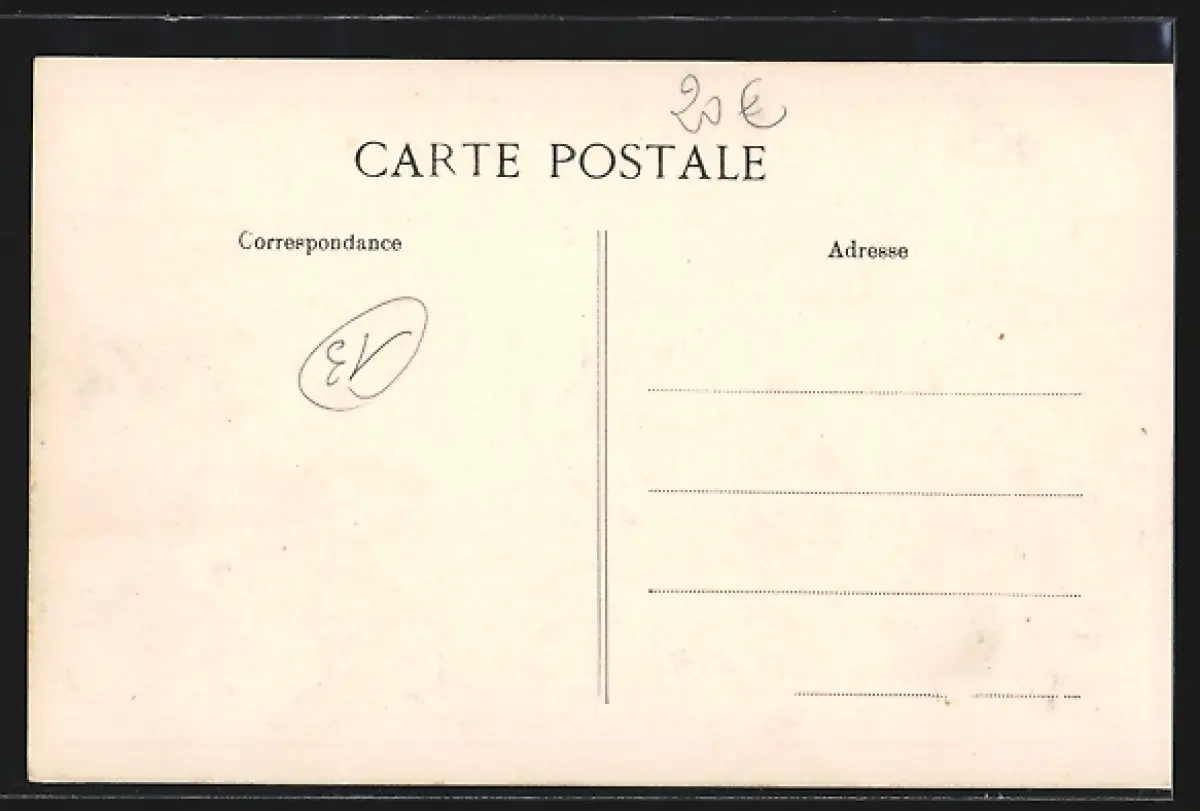 20 €
CARTE POSTALE
Correspondance
Adresse
13